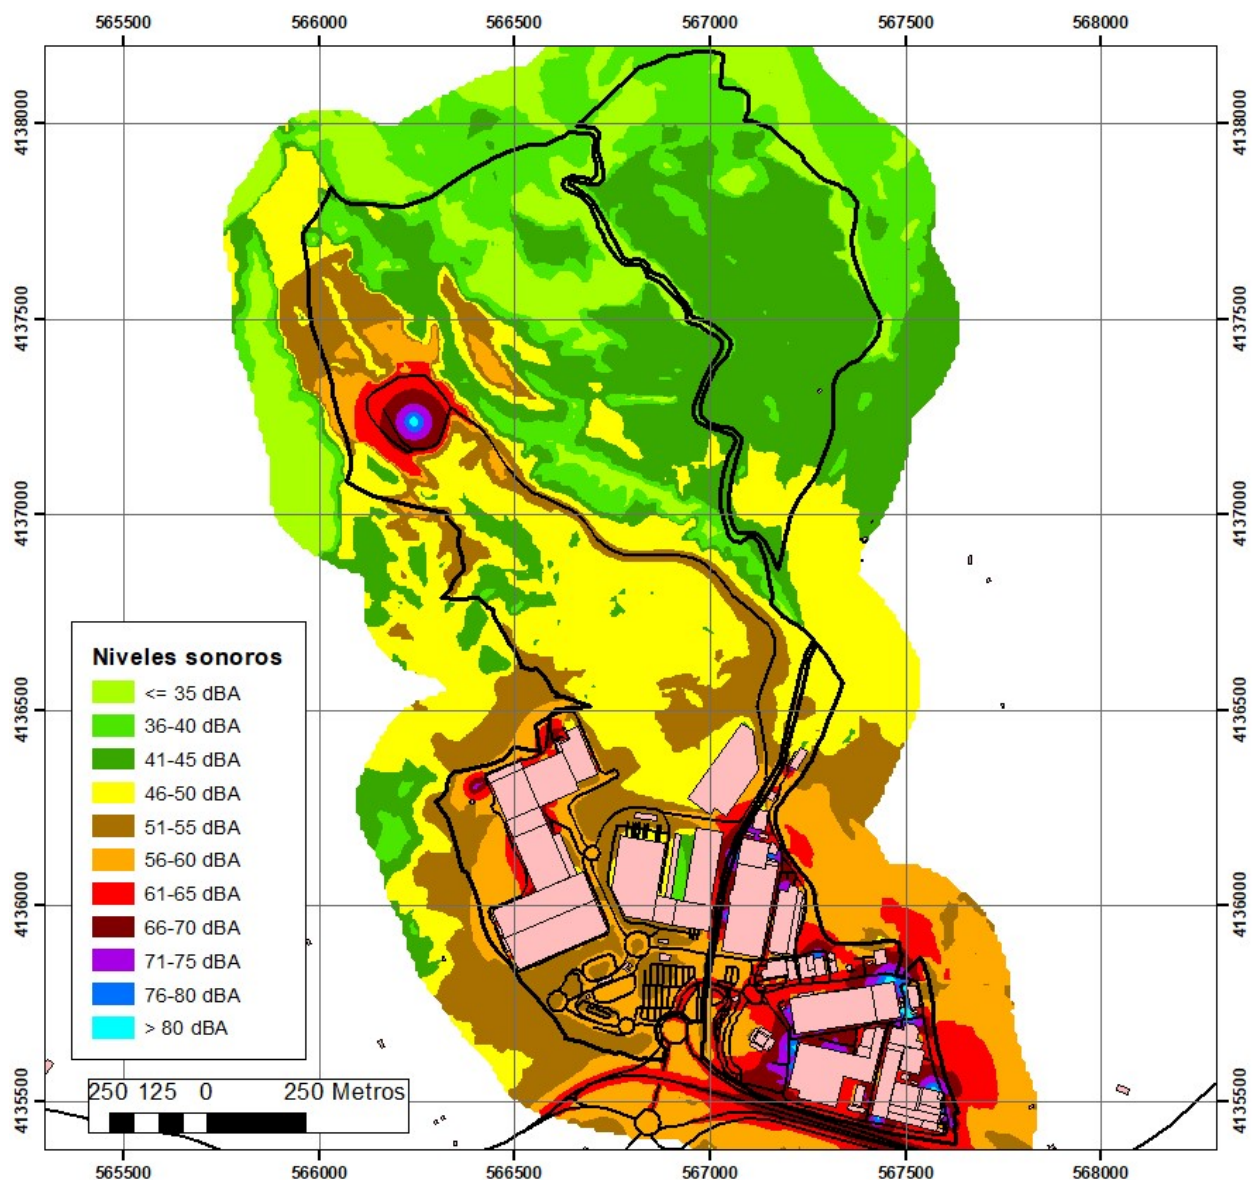 565500 566000 566500 567000 567500 568000
4138000 4138000
4137500 4137500
4137000 4137000
4136500 4136500
4136000 4136000
4135500 4135500
Niveles sonoros
<= 35 dBA
36-40 dBA
41-45 dBA
46-50 dBA
51-55 dBA
56-60 dBA
61-65 dBA
66-70 dBA
71-75 dBA
76-80 dBA
> 80 dBA
250 125 0 250 Metros
565500 566000 566500 567000 567500 568000